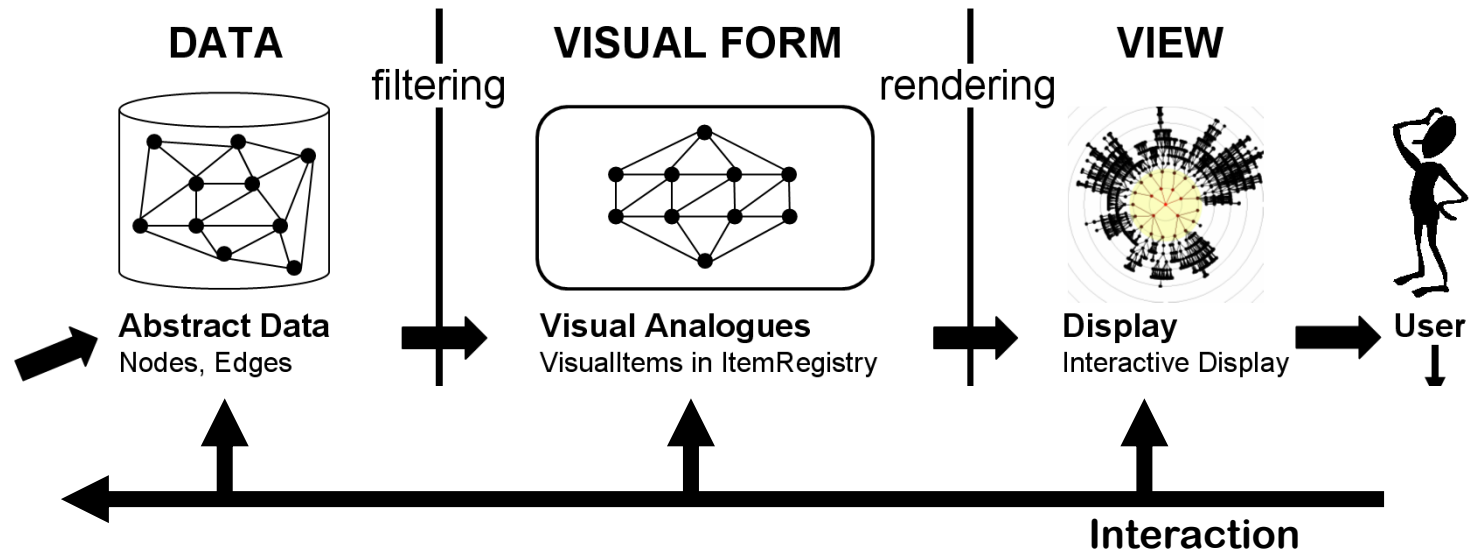 DATA
VISUAL FORM
VIEW
filtering
rendering
Abstract Data
Nodes, Edges
Visual Analogues
VisualItems in ItemRegistry
Display
Interactive Display
User
Interaction